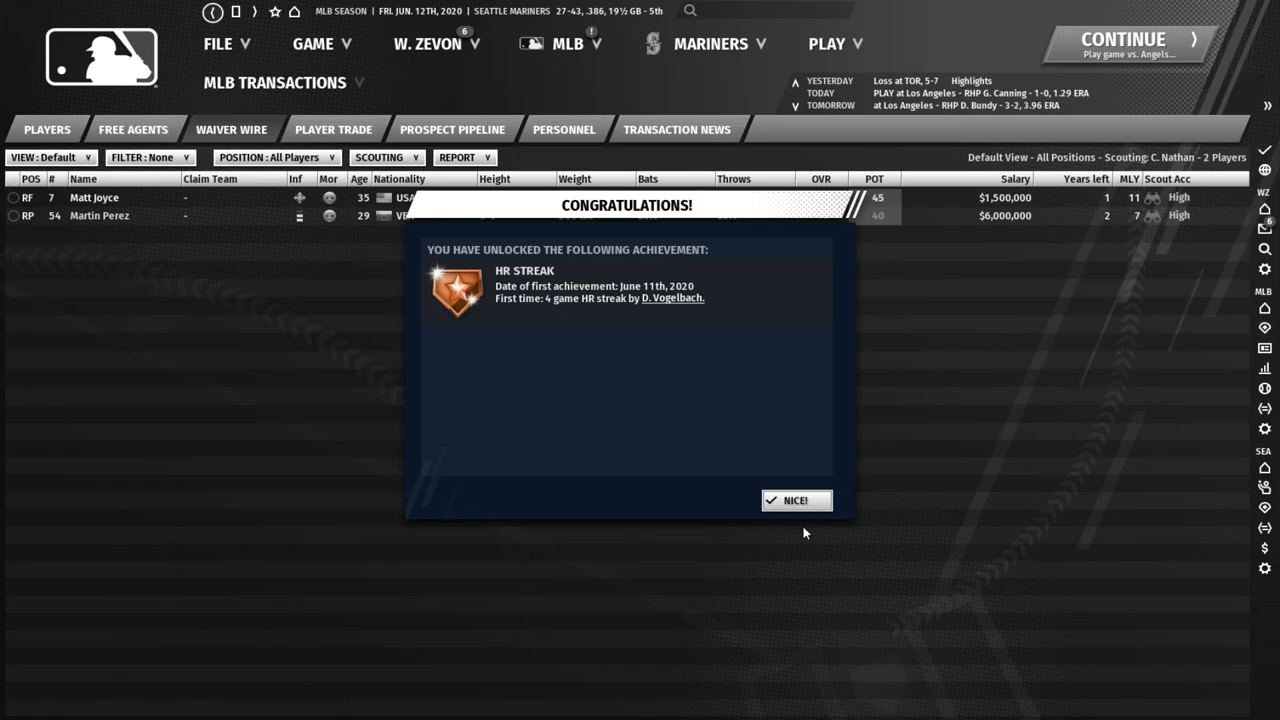 MLB SEASON | FRI. JUN. 12TH, 2020 | SEATTLE MARINERS 27-43, .386, 19½ GB - 5th
FILE GAME W. ZEVON 6 MLB ! MARINERS PLAY
CONTINUE
Play game vs. Angels...
MLB TRANSACTIONS
YESTERDAY Loss at TOR, 5-7 Highlights
TODAY PLAY at Los Angeles - RHP G. Canning - 1-0, 1.29 ERA
TOMORROW at Los Angeles - RHP D. Bundy - 3-2, 3.96 ERA
PLAYERS FREE AGENTS WAIVER WIRE PLAYER TRADE PROSPECT PIPELINE PERSONNEL TRANSACTION NEWS
VIEW : Default FILTER : None POSITION : All Players SCOUTING REPORT Default View - All Positions - Scouting: C. Nathan - 2 Players
POS # Name Claim Team Inf Mor Age Nationality Height Weight Bats Throws OVR POT Salary Years left MLY Scout Acc
RF 7 Matt Joyce - 35 USA 45 $1,500,000 1 11 High
RP 54 Martin Perez - 29 VE 40 $6,000,000 2 7 High
CONGRATULATIONS!
YOU HAVE UNLOCKED THE FOLLOWING ACHIEVEMENT:
HR STREAK
Date of first achievement: June 11th, 2020
First time: 4 game HR streak by D. Vogelbach.
NICE!
WZ
6
MLB
SEA
$